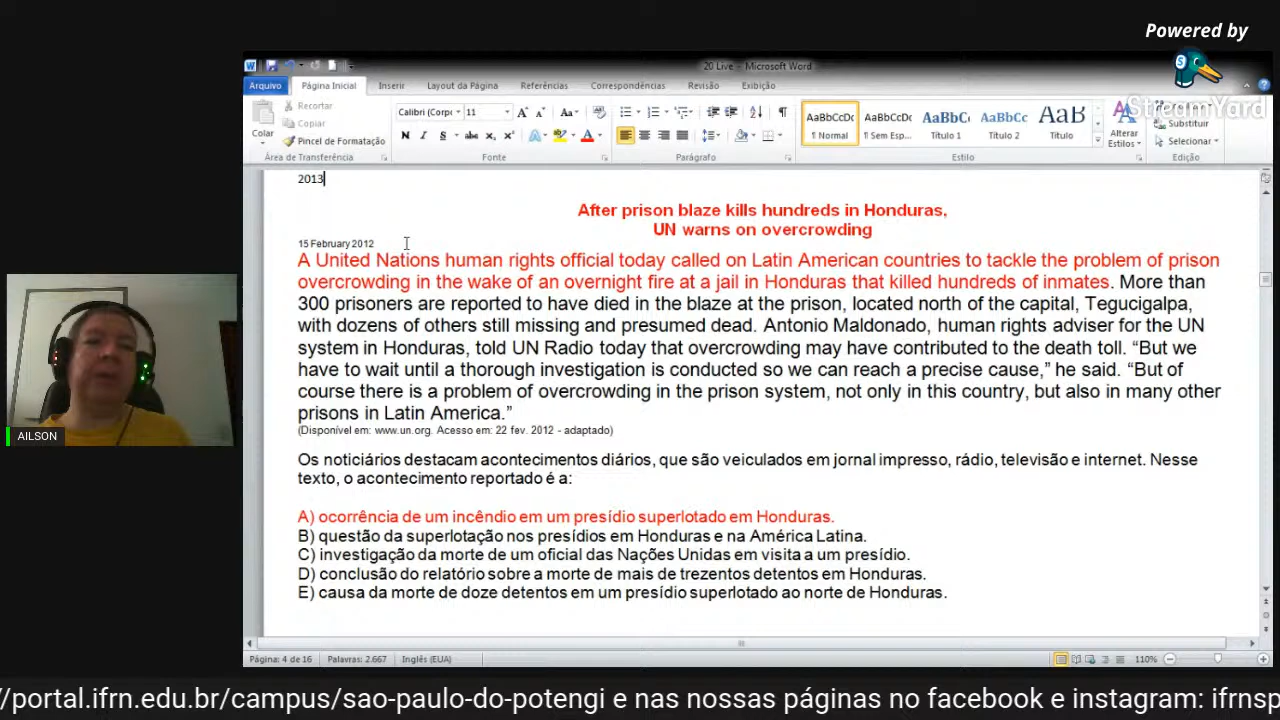 Powered by
StreamYard
20 Live - Microsoft Word
Arquivo Página Inicial Inserir Layout da Página Referências Correspondências Revisão Exibição
Colar
Recortar
Copiar
Pincel de Formatação
Área de Transferência
Calibri (Corp 11
Fonte
Parágrafo
AaBbCcDc AaBbCcDc AaBbC AaBbCc AaB
¶ Normal ¶ Sem Esp... Título 1 Título 2 Título
Alterar
Estilos
Estilo
Substituir
Selecionar
Edição
2013
After prison blaze kills hundreds in Honduras,
UN warns on overcrowding
15 February 2012
A United Nations human rights official today called on Latin American countries to tackle the problem of prison
overcrowding in the wake of an overnight fire at a jail in Honduras that killed hundreds of inmates. More than
300 prisoners are reported to have died in the blaze at the prison, located north of the capital, Tegucigalpa,
with dozens of others still missing and presumed dead. Antonio Maldonado, human rights adviser for the UN
system in Honduras, told UN Radio today that overcrowding may have contributed to the death toll. “But we
have to wait until a thorough investigation is conducted so we can reach a precise cause,” he said. “But of
course there is a problem of overcrowding in the prison system, not only in this country, but also in many other
prisons in Latin America.”
(Disponível em: www.un.org. Acesso em: 22 fev. 2012 - adaptado)
Os noticiários destacam acontecimentos diários, que são veiculados em jornal impresso, rádio, televisão e internet. Nesse
texto, o acontecimento reportado é a:
A) ocorrência de um incêndio em um presídio superlotado em Honduras.
B) questão da superlotação nos presídios em Honduras e na América Latina.
C) investigação da morte de um oficial das Nações Unidas em visita a um presídio.
D) conclusão do relatório sobre a morte de mais de trezentos detentos em Honduras.
E) causa da morte de doze detentos em um presídio superlotado ao norte de Honduras.
AILSON
Página: 4 de 16 Palavras: 2.667 Inglês (EUA) 110%
//portal.ifrn.edu.br/campus/sao-paulo-do-potengi e nas nossas páginas no facebook e instagram: ifrnsp